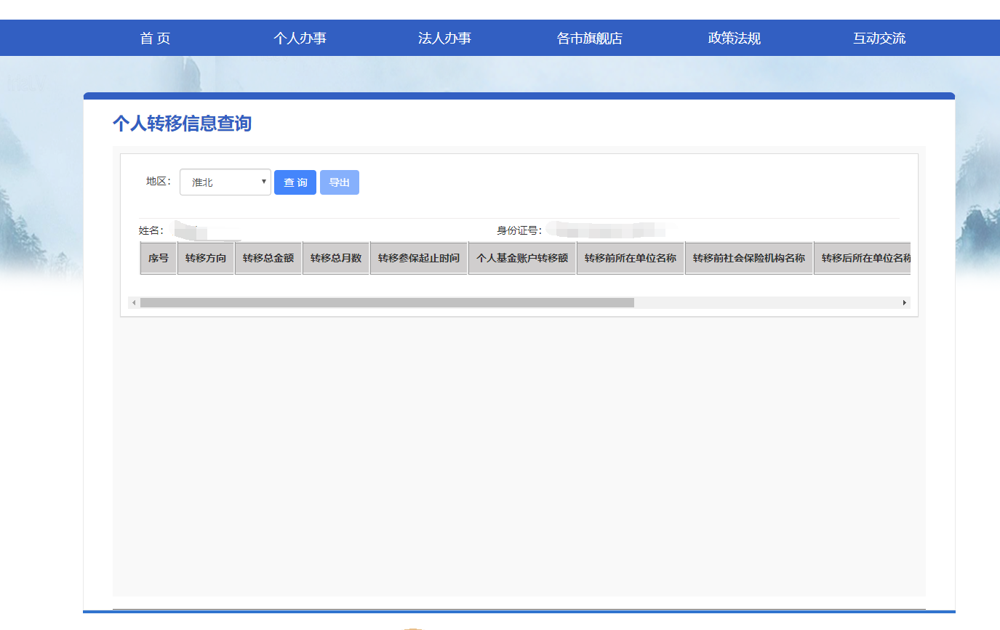 首 页 个人办事 法人办事 各市旗舰店 政策法规 互动交流
个人转移信息查询
地区： 淮北 查 询 导出
姓名： 身份证号：
序号 转移方向 转移总金额 转移总月数 转移参保起止时间 个人基金账户转移额 转移前所在单位名称 转移前社会保险机构名称 转移后所在单位名称